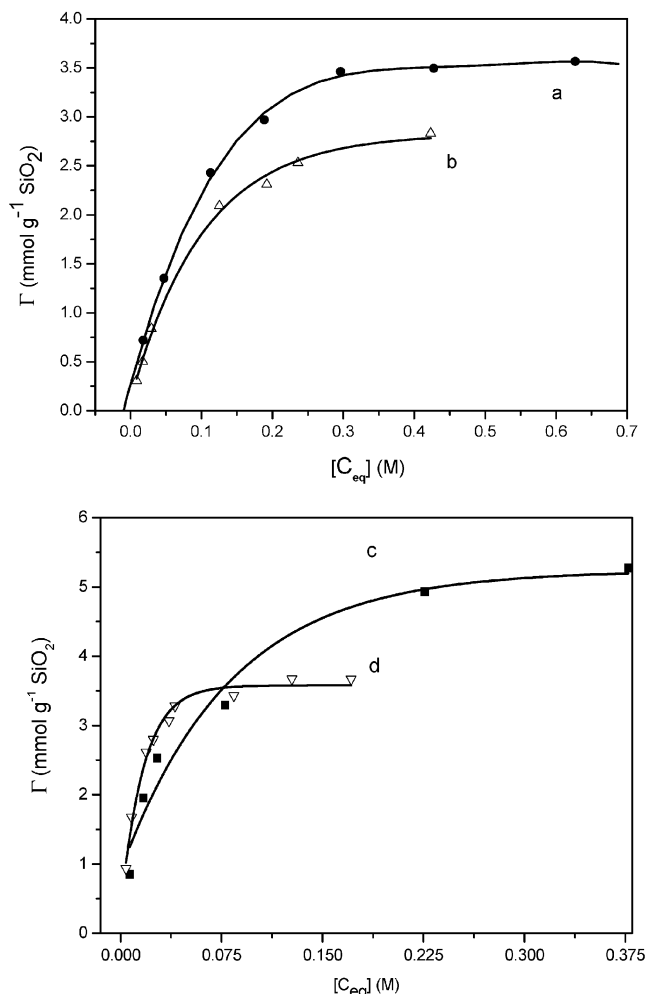 4.0
3.5
3.0
2.5
2.0
1.5
1.0
0.5
0.0
Γ (mmol g⁻¹ SiO₂)
a
b
0.0 0.1 0.2 0.3 0.4 0.5 0.6 0.7
[C_eq] (M)
6
5
4
3
2
1
0
Γ (mmol g⁻¹ SiO₂)
c
d
0.000 0.075 0.150 0.225 0.300 0.375
[C_eq] (M)